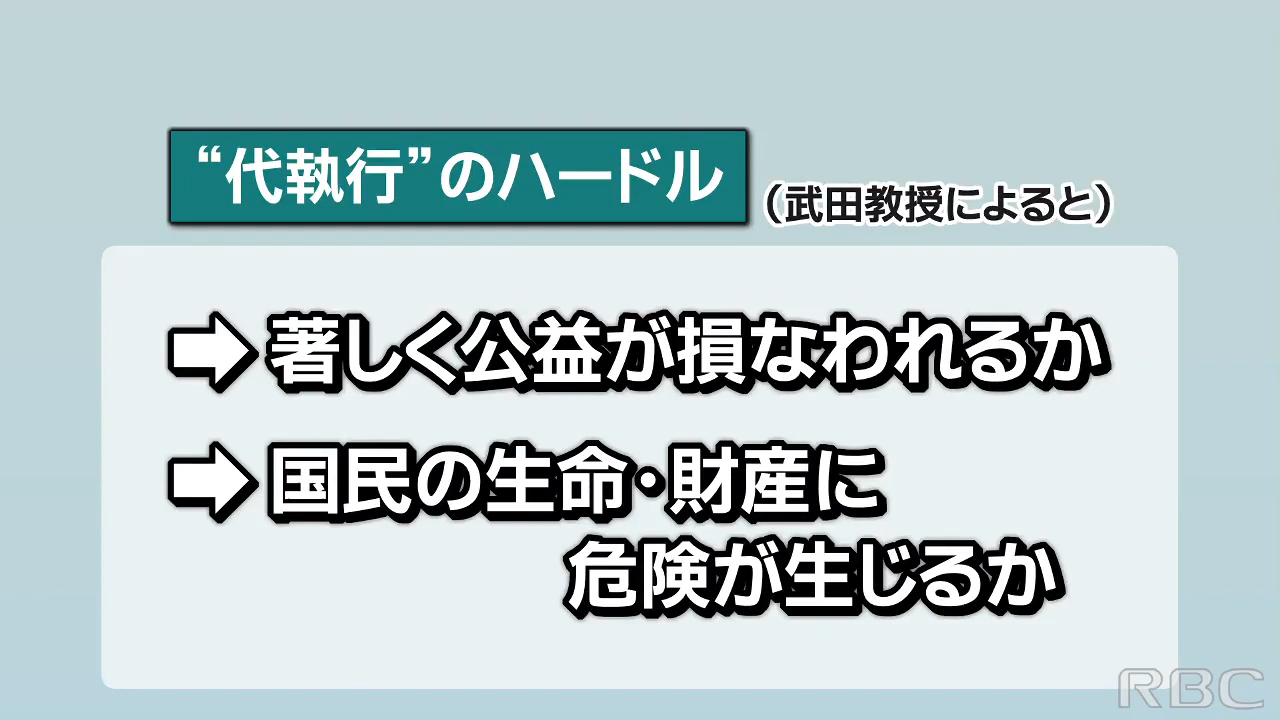 “代執行”のハードル
(武田教授によると)
➡著しく公益が損なわれるか
➡国民の生命・財産に
危険が生じるか
RBC